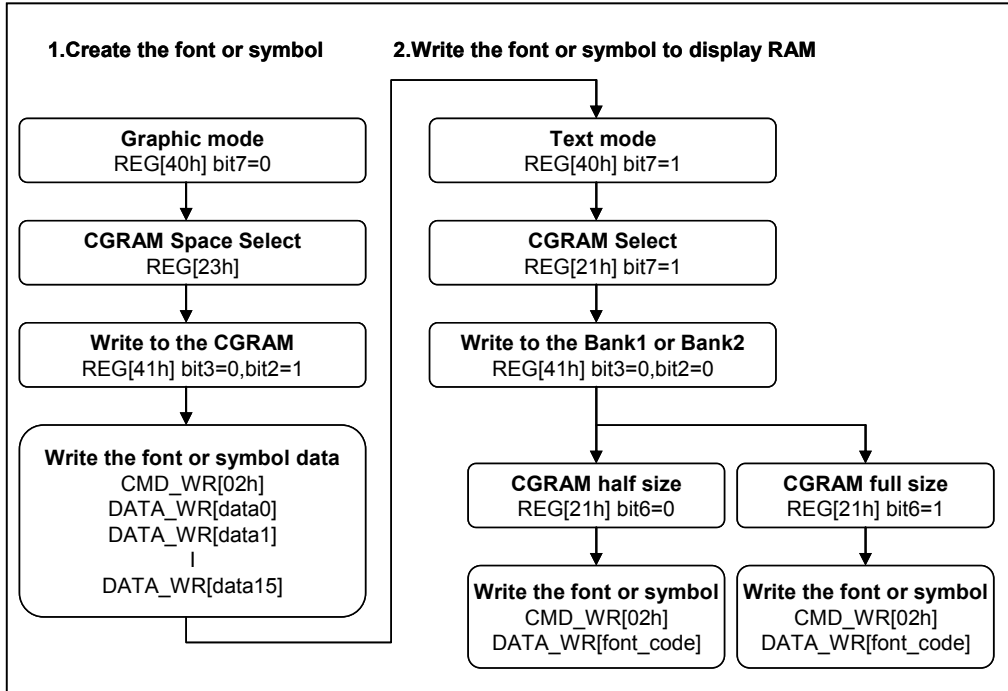 1.Create the font or symbol
Graphic mode
REG[40h] bit7=0
CGRAM Space Select
REG[23h]
Write to the CGRAM
REG[41h] bit3=0,bit2=1
Write the font or symbol data
CMD_WR[02h]
DATA_WR[data0]
DATA_WR[data1]
|
DATA_WR[data15]
2.Write the font or symbol to display RAM
Text mode
REG[40h] bit7=1
CGRAM Select
REG[21h] bit7=1
Write to the Bank1 or Bank2
REG[41h] bit3=0,bit2=0
CGRAM half size
REG[21h] bit6=0
Write the font or symbol
CMD_WR[02h]
DATA_WR[font_code]
CGRAM full size
REG[21h] bit6=1
Write the font or symbol
CMD_WR[02h]
DATA_WR[font_code]